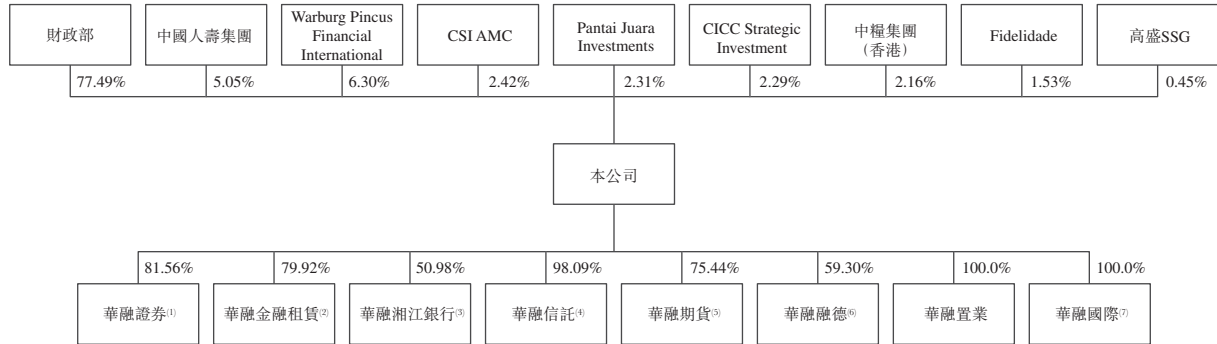 財政部
中國人壽集團
Warburg Pincus
Financial
International
CSI AMC
Pantai Juara
Investments
CICC Strategic
Investment
中糧集團
(香港)
Fidelidade
高盛SSG
77.49%
5.05%
6.30%
2.42%
2.31%
2.29%
2.16%
1.53%
0.45%
本公司
81.56%
79.92%
50.98%
98.09%
75.44%
59.30%
100.0%
100.0%
華融證券(1)
華融金融租賃(2)
華融湘江銀行(3)
華融信託(4)
華融期貨(5)
華融融德(6)
華融置業
華融國際(7)